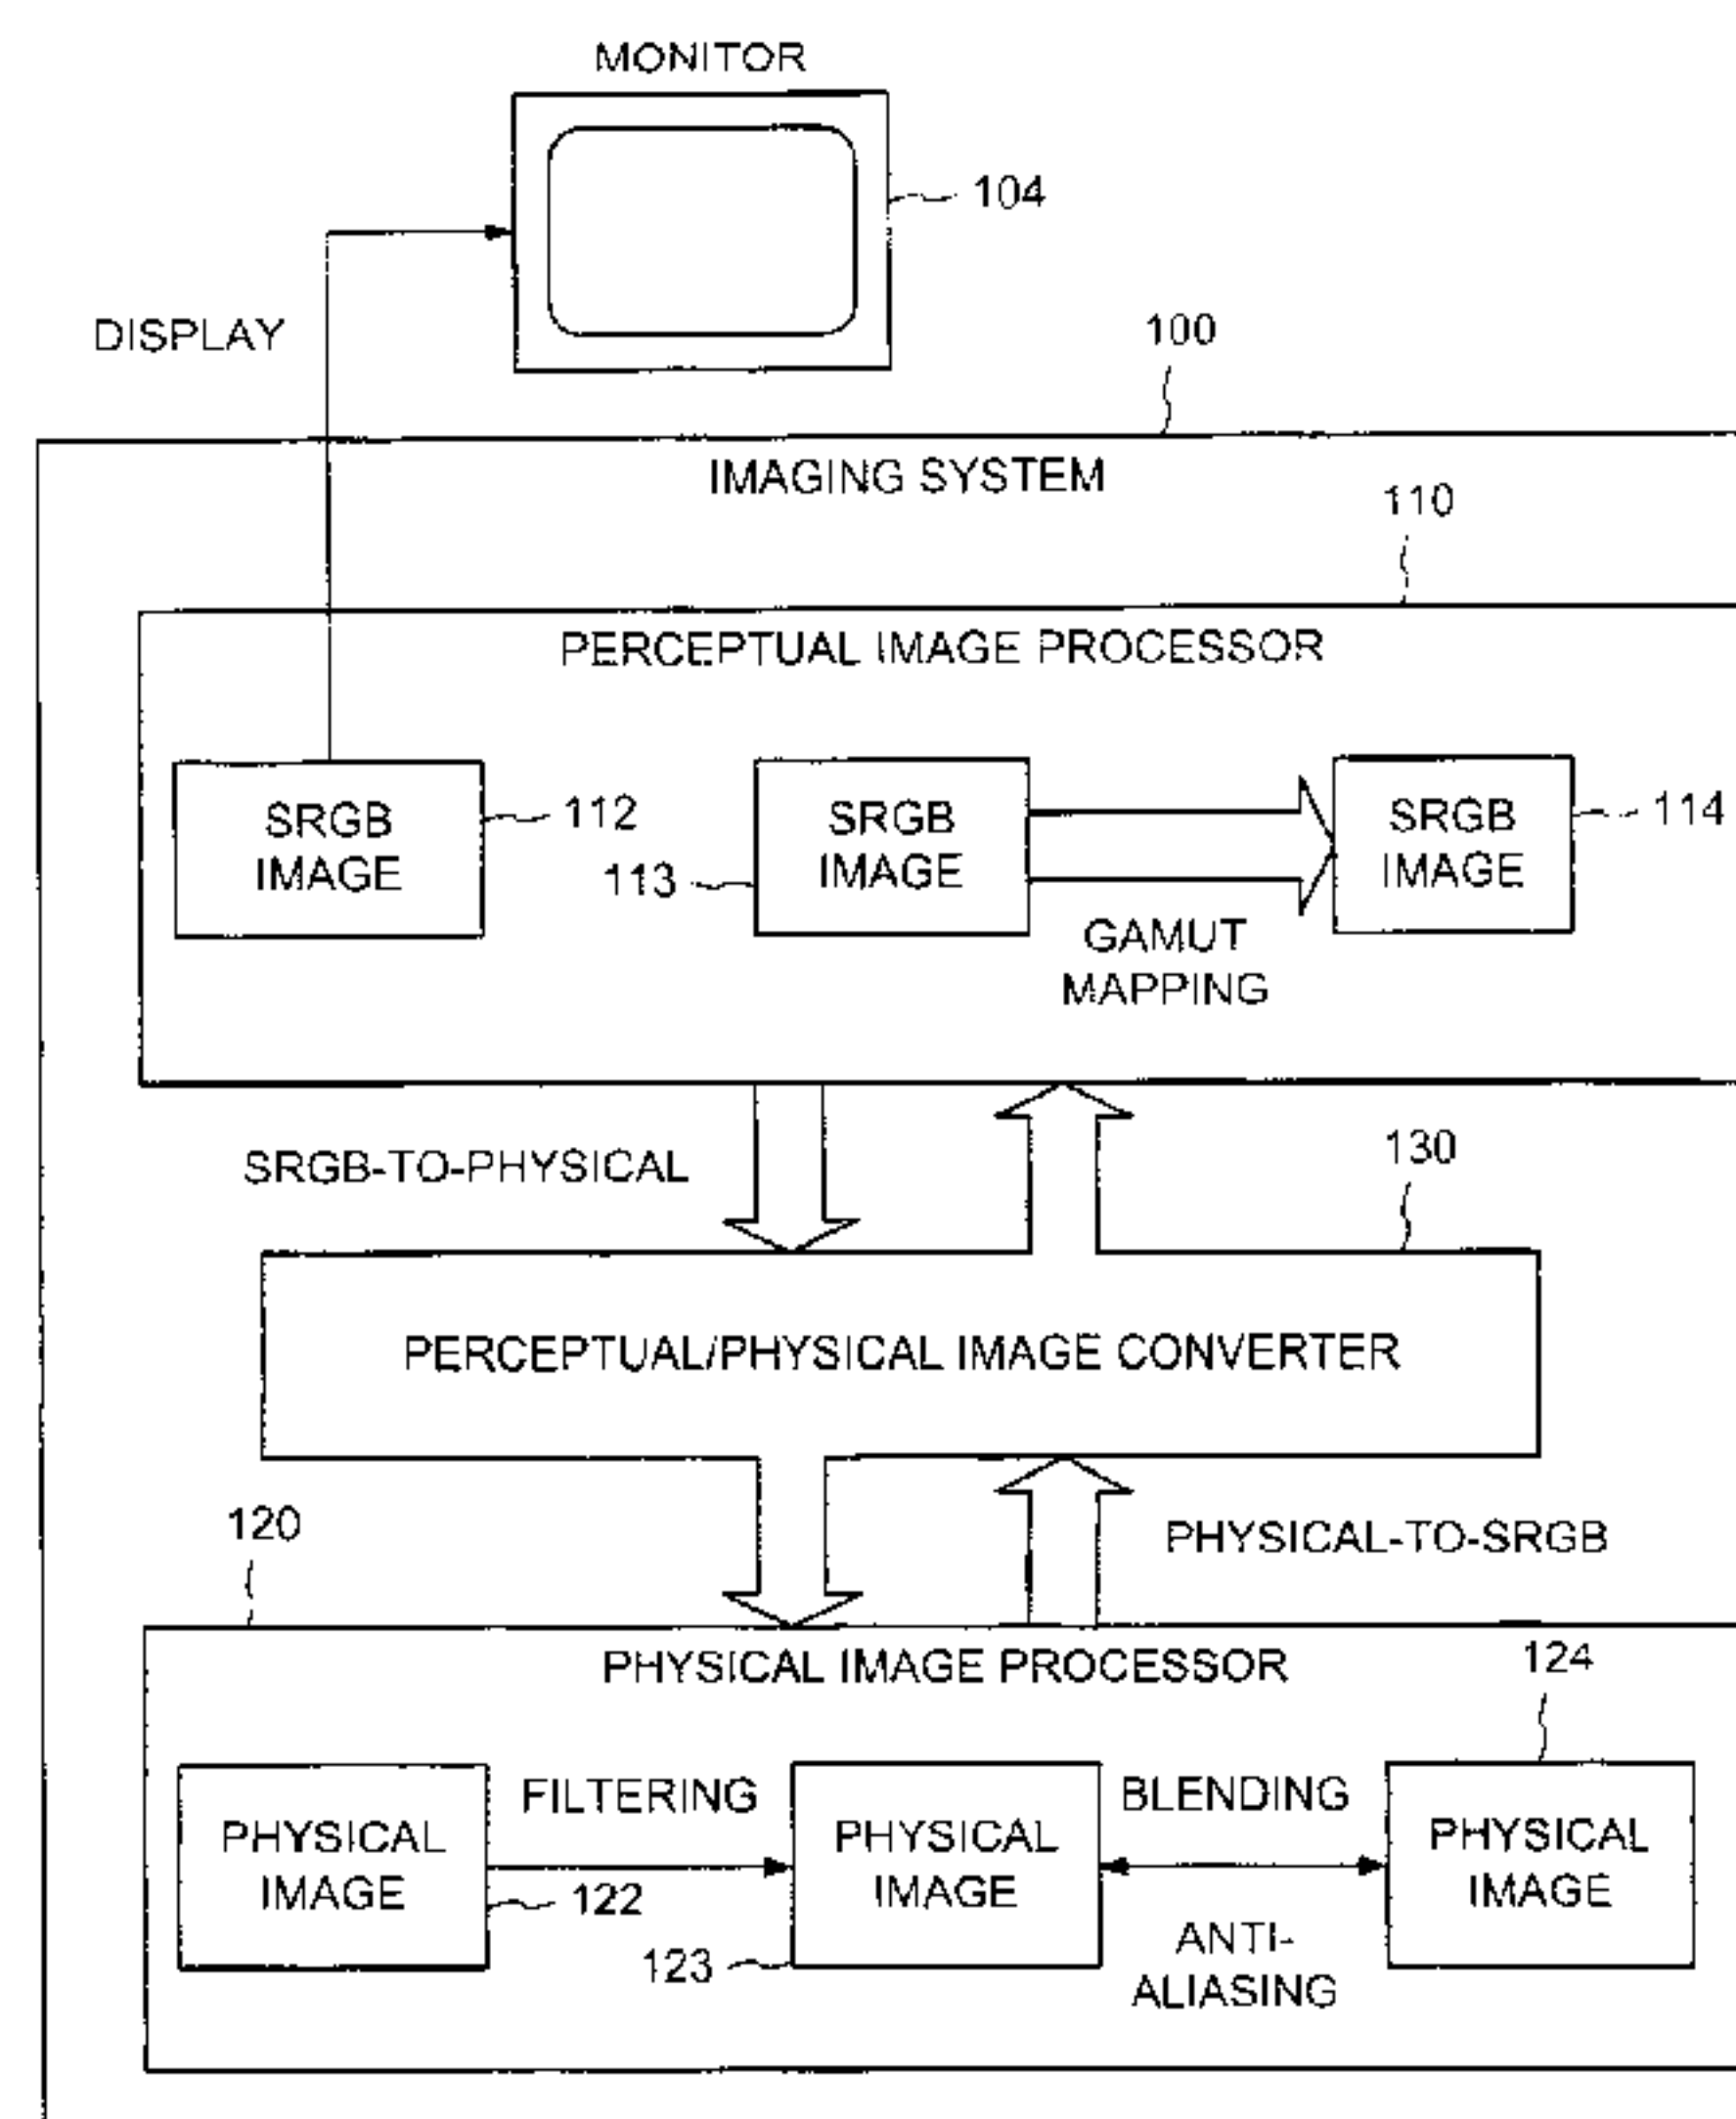 MONITOR
104
DISPLAY
100
IMAGING SYSTEM
110
PERCEPTUAL IMAGE PROCESSOR
SRGB
IMAGE
112
113
SRGB
IMAGE
SRGB
IMAGE
114
GAMUT
MAPPING
SRGB-TO-PHYSICAL
130
PERCEPTUAL/PHYSICAL IMAGE CONVERTER
120
PHYSICAL-TO-SRGB
PHYSICAL IMAGE PROCESSOR
124
PHYSICAL
IMAGE
122
FILTERING
123
PHYSICAL
IMAGE
BLENDING
ANTI-
ALIASING
PHYSICAL
IMAGE